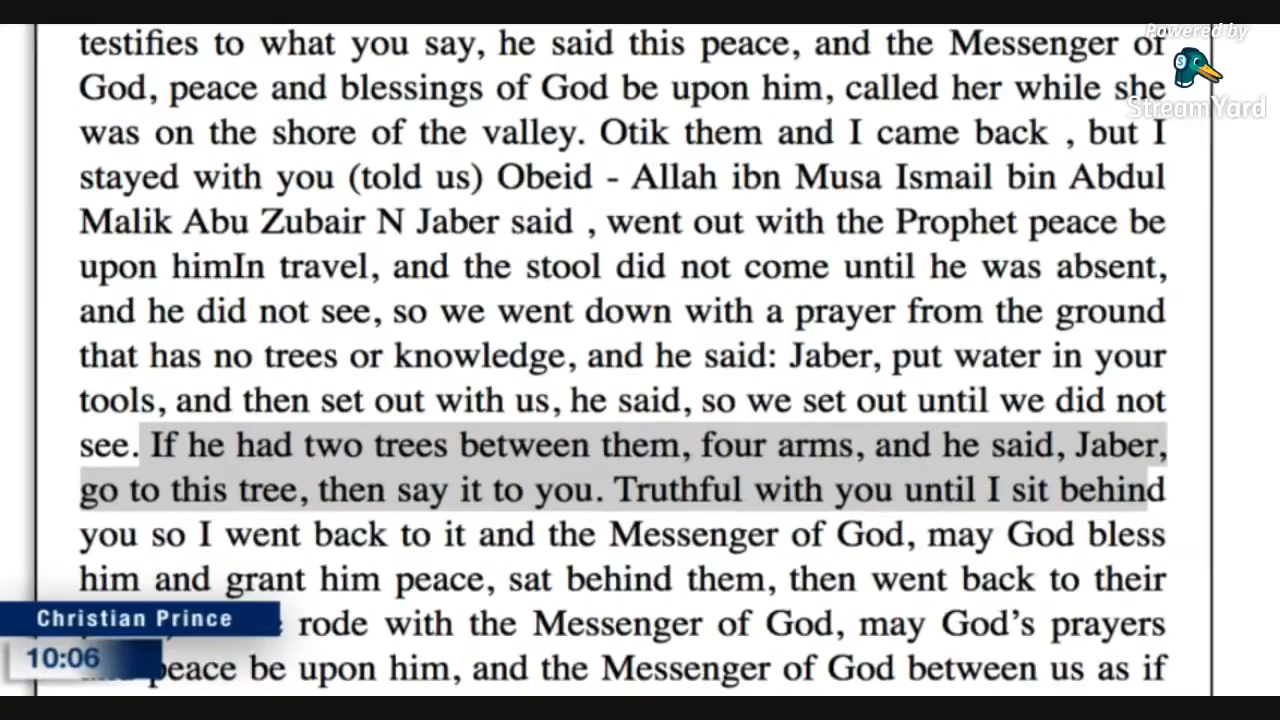 Powered by
StreamYard
testifies to what you say, he said this peace, and the Messenger of
God, peace and blessings of God be upon him, called her while she
was on the shore of the valley. Otik them and I came back , but I
stayed with you (told us) Obeid - Allah ibn Musa Ismail bin Abdul
Malik Abu Zubair N Jaber said , went out with the Prophet peace be
upon himIn travel, and the stool did not come until he was absent,
and he did not see, so we went down with a prayer from the ground
that has no trees or knowledge, and he said: Jaber, put water in your
tools, and then set out with us, he said, so we set out until we did not
see. If he had two trees between them, four arms, and he said, Jaber,
go to this tree, then say it to you. Truthful with you until I sit behind
you so I went back to it and the Messenger of God, may God bless
him and grant him peace, sat behind them, then went back to their
rode with the Messenger of God, may God's prayers
peace be upon him, and the Messenger of God between us as if
Christian Prince
10:06